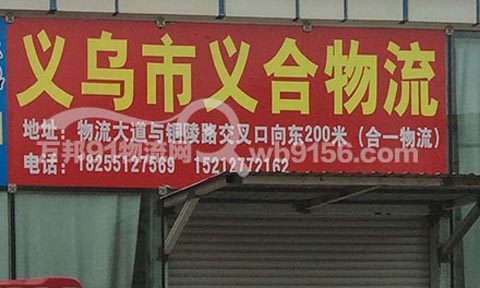 义乌市义合物流
地址：物流大道与铜陵路交叉口向东200米（合一物流）
电话：18255127569 15212772162
万邦91物流网 wb9156.com